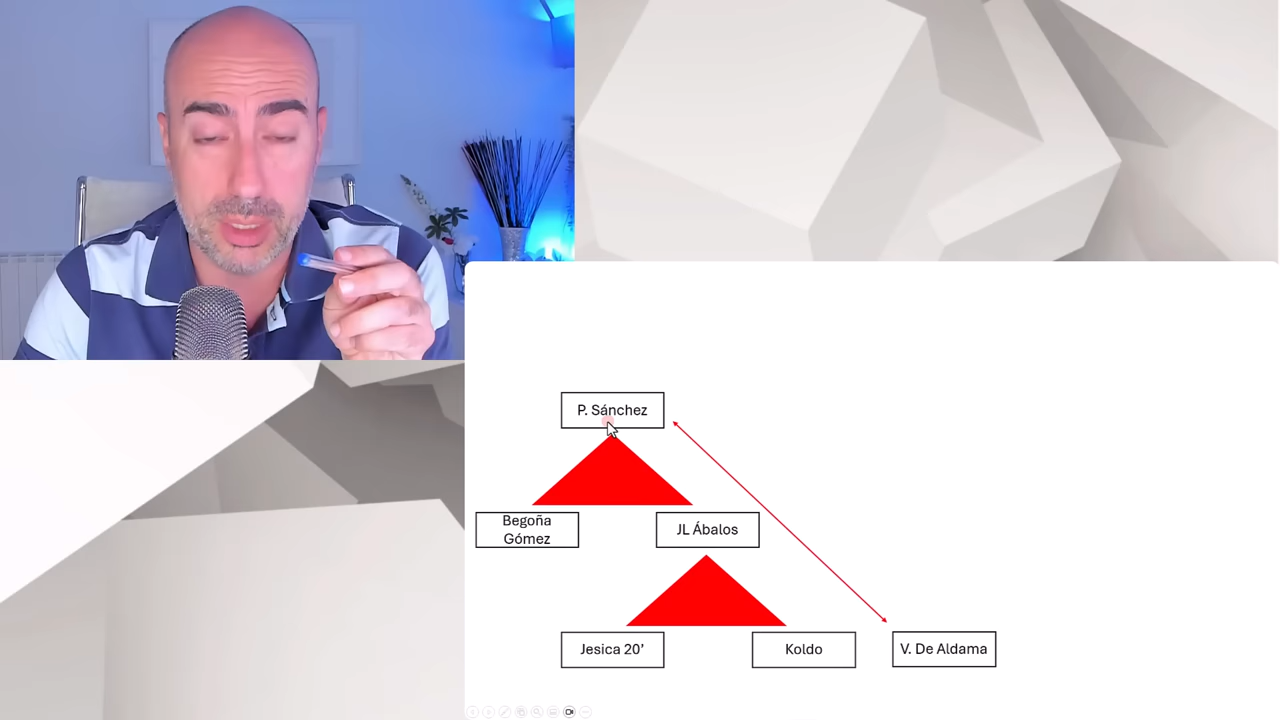 P. Sánchez
Begoña
Gómez
JL Ábalos
Jesica 20’
Koldo
V. De Aldama